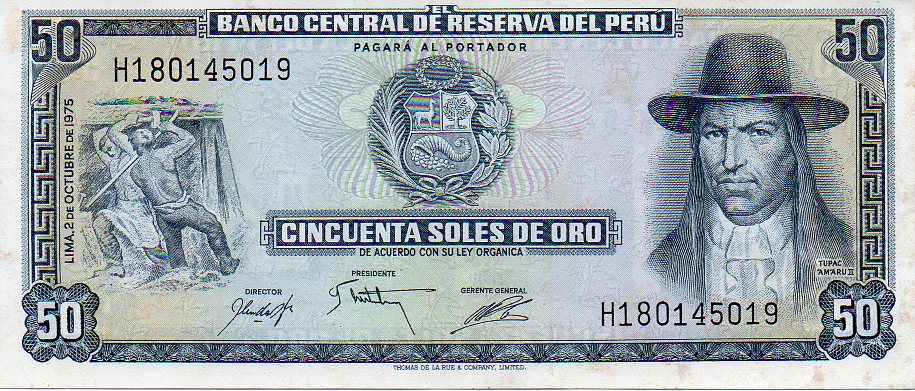 50
EL
BANCO CENTRAL DE RESERVA DEL PERU
50
PAGARÁ AL PORTADOR
H180145019
LIMA, 2 DE OCTUBRE DE 1975
CINCUENTA SOLES DE ORO
DE ACUERDO CON SU LEY ORGANICA
TUPAC
AMARU II
DIRECTOR
PRESIDENTE
GERENTE GENERAL
H180145019
50
50
THOMAS DE LA RUE & COMPANY, LIMITED.